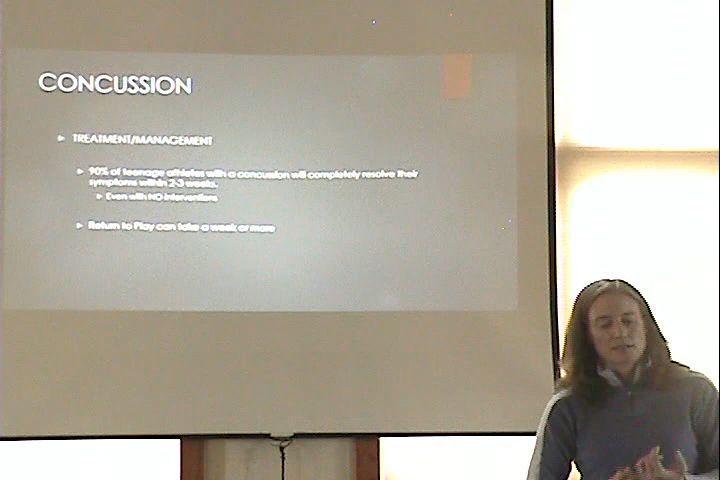 CONCUSSION
TREATMENT/MANAGEMENT
90% of teenage athletes with a concussion will completely resolve their
symptoms within 2-3 weeks.
Even with NO interventions
Return to Play can take a week or more